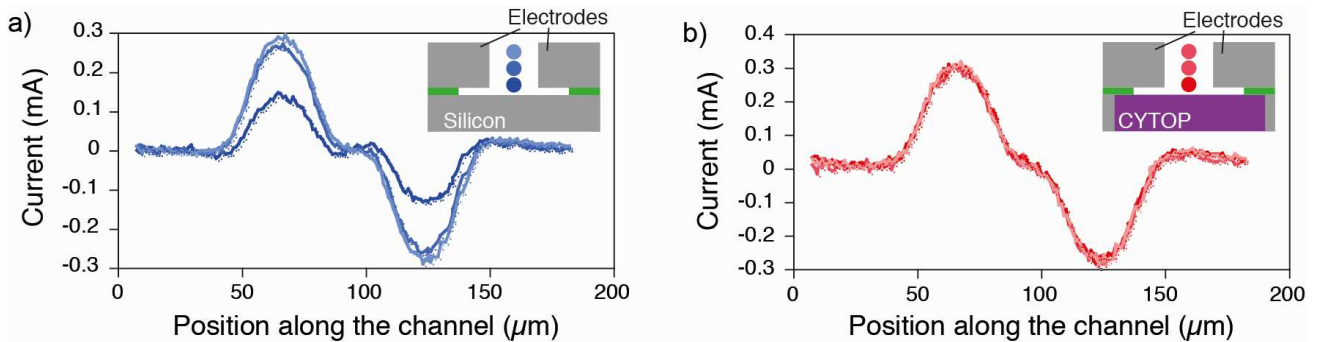 a)
Electrodes
Silicon
0.3
0.2
0.1
0
-0.1
-0.2
-0.3
Current (mA)
0
50
100
150
200
Position along the channel (µm)
b)
Electrodes
CYTOP
0.4
0.3
0.2
0.1
0
-0.1
-0.2
-0.3
Current (mA)
0
50
100
150
200
Position along the channel (µm)